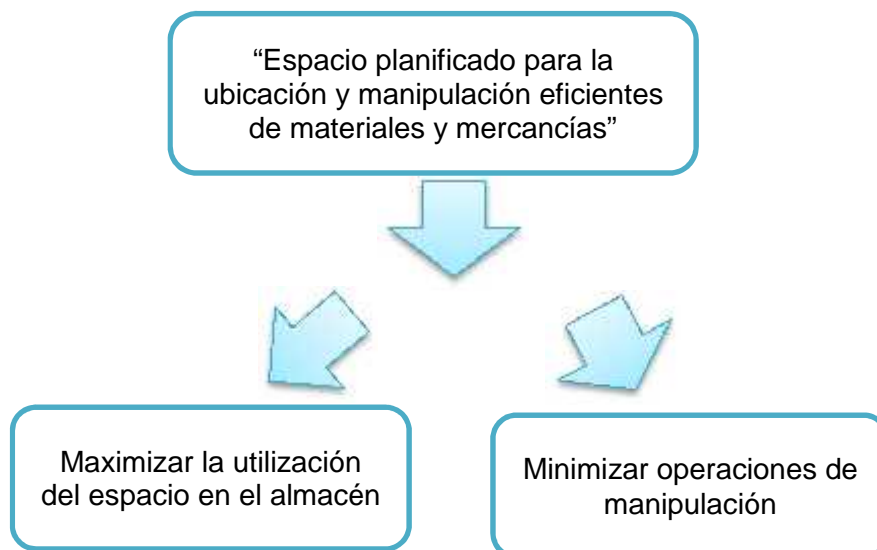 “Espacio planificado para la
ubicación y manipulación eficientes
de materiales y mercancías”
Maximizar la utilización
del espacio en el almacén
Minimizar operaciones de
manipulación